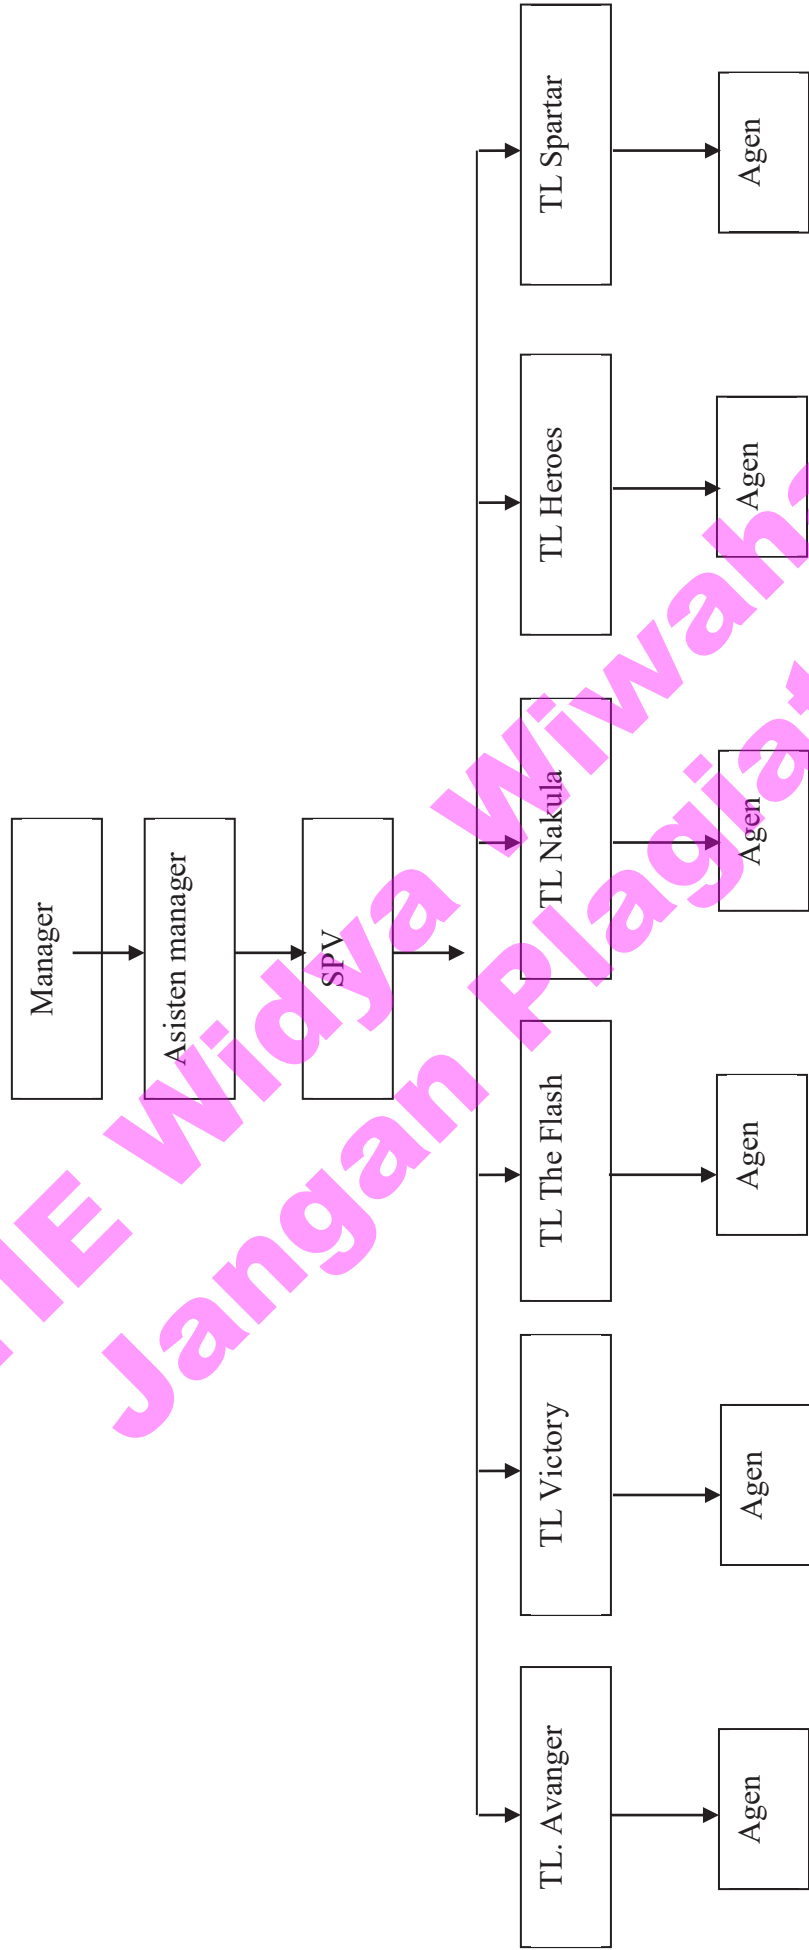 Manager
Asisten manager
SPV
TL. Avanger
TL Victory
TL The Flash
TL Nakula
TL Heroes
TL Spartar
Agen
Agen
Agen
Agen
Agen
Agen
Widya Wiwaha
Jangan Plagiat